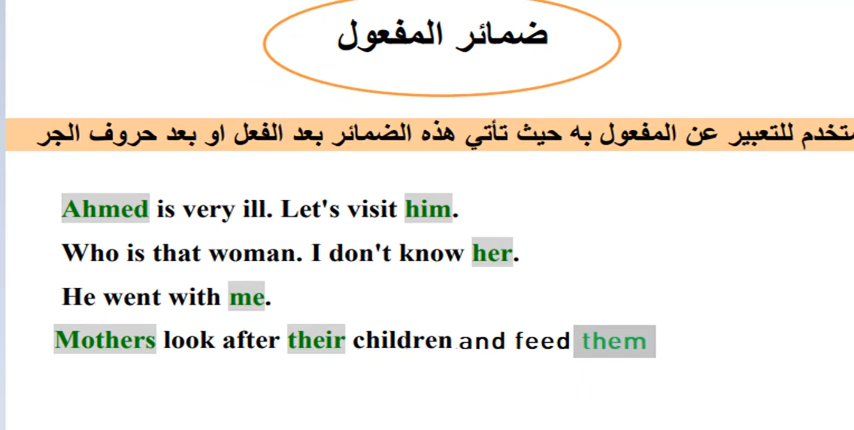 ضمائر المفعول
تستخدم للتعبير عن المفعول به حيث تأتي هذه الضمائر بعد الفعل او بعد حروف الجر
Ahmed is very ill. Let's visit him.
Who is that woman. I don't know her.
He went with me.
Mothers look after their children and feed them